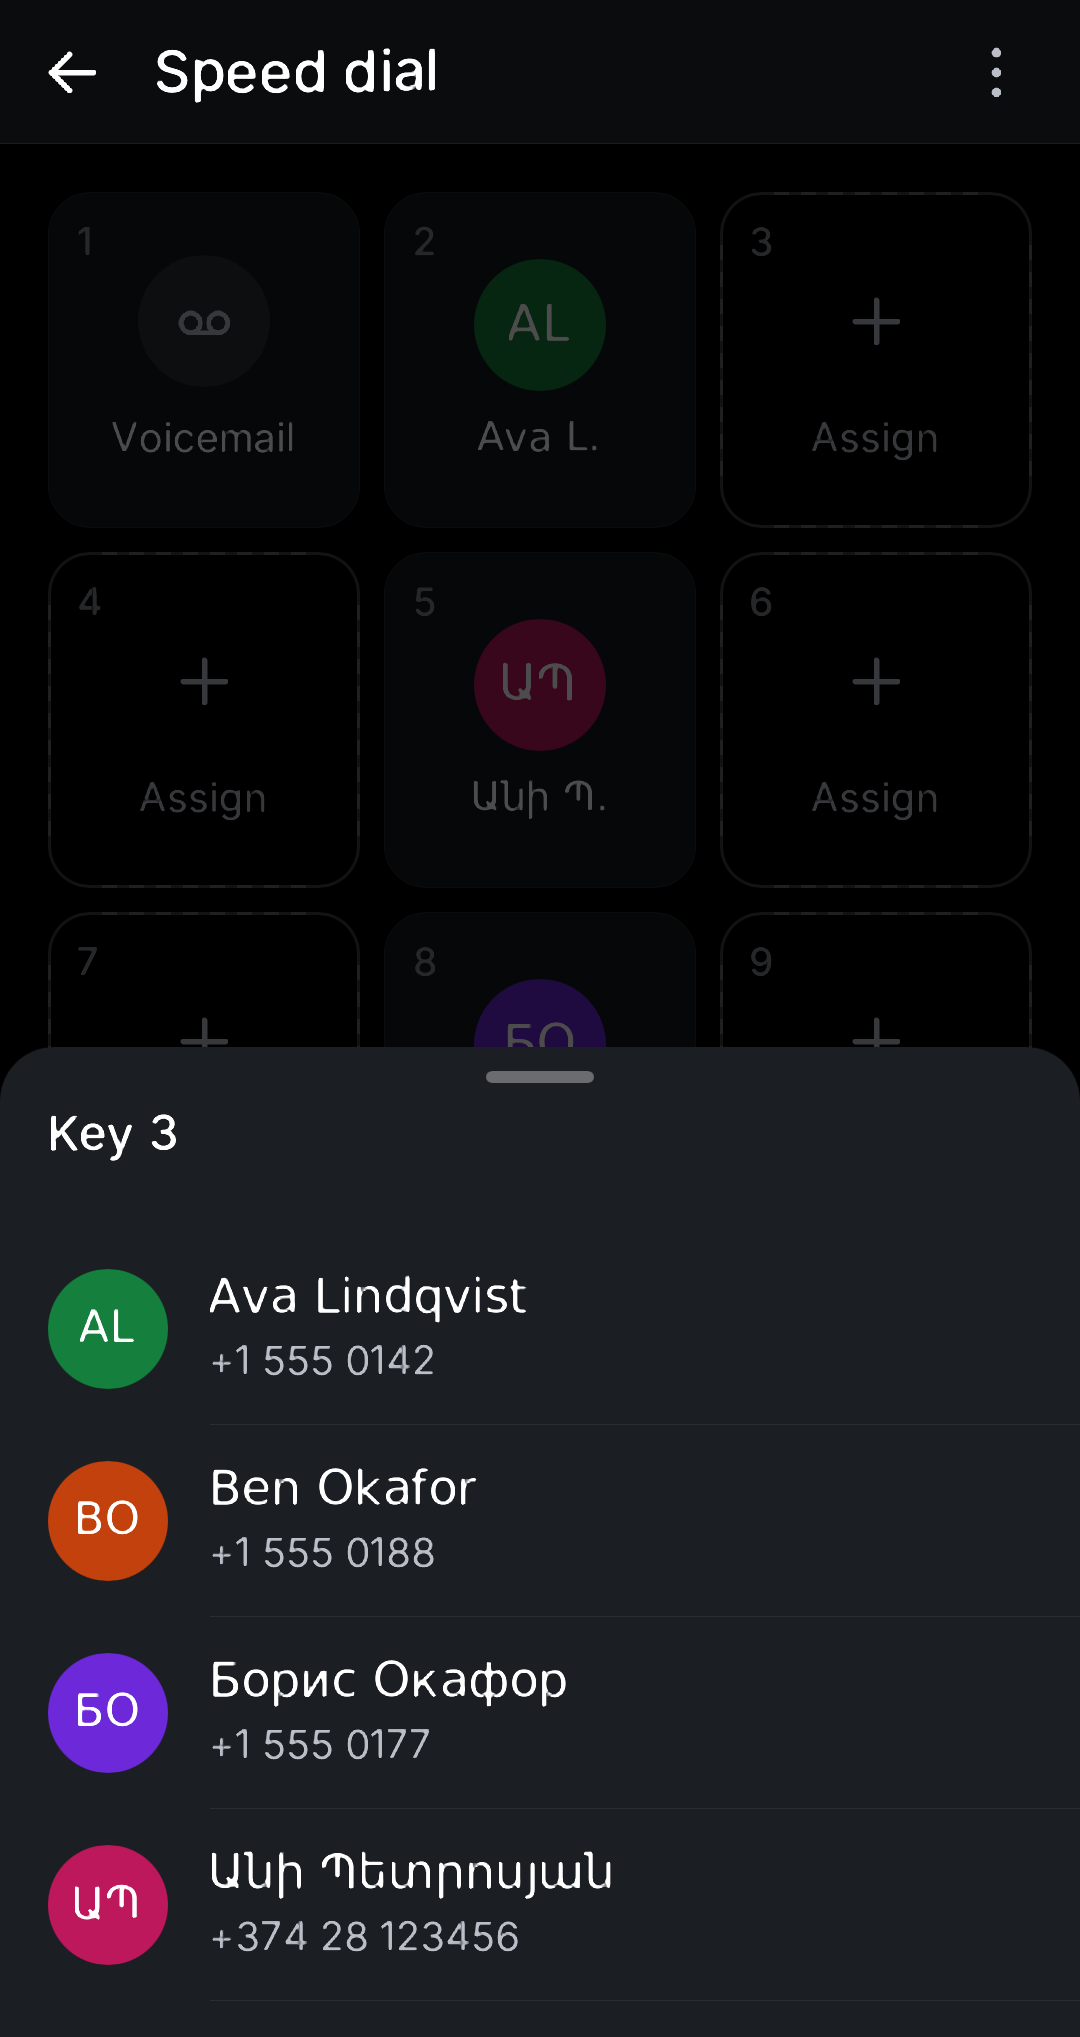 Speed dial
1
Voicemail
2
AL
Ava L.
3
Assign
4
Assign
5
ԱՊ
Անի Պ.
6
Assign
7
8
БО
9
Key 3
AL
Ava Lindqvist
+1 555 0142
BO
Ben Okafor
+1 555 0188
БО
Борис Окафор
+1 555 0177
ԱՊ
Անի Պետրոսյան
+374 28 123456